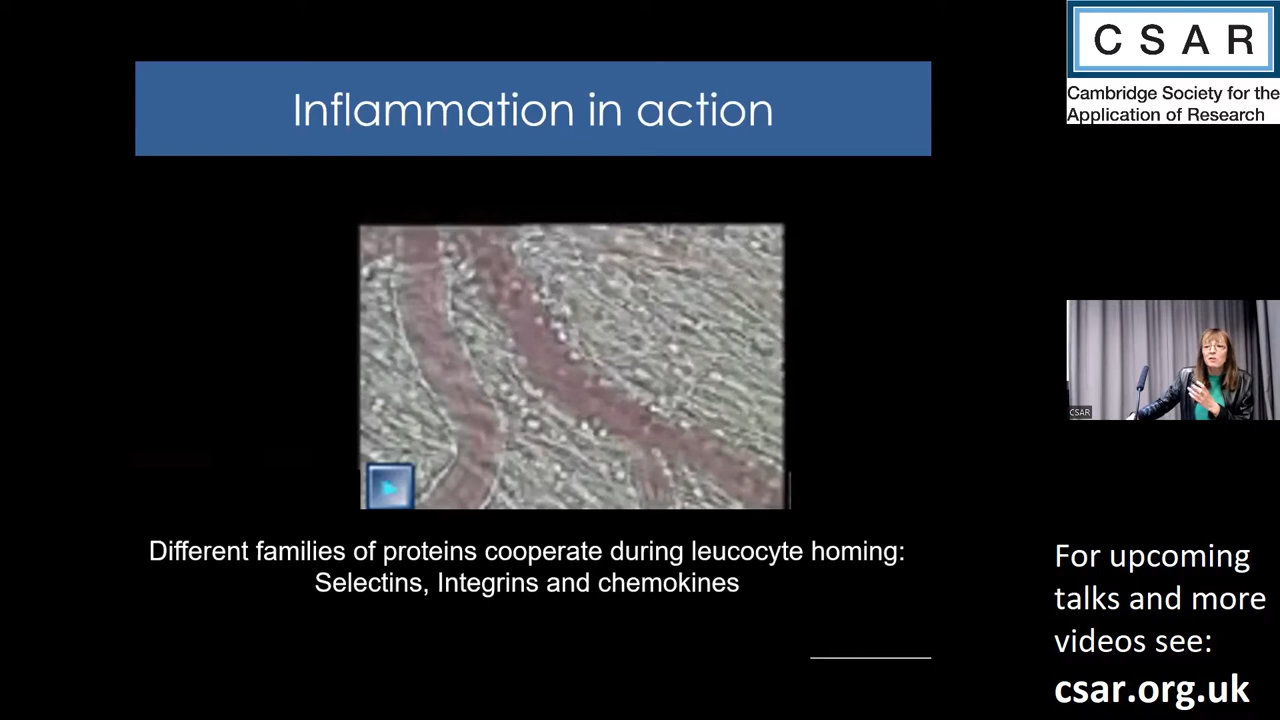 Inflammation in action
Different families of proteins cooperate during leucocyte homing:
Selectins, Integrins and chemokines
C S A R
Cambridge Society for the
Application of Research
CSAR
For upcoming
talks and more
videos see:
csar.org.uk